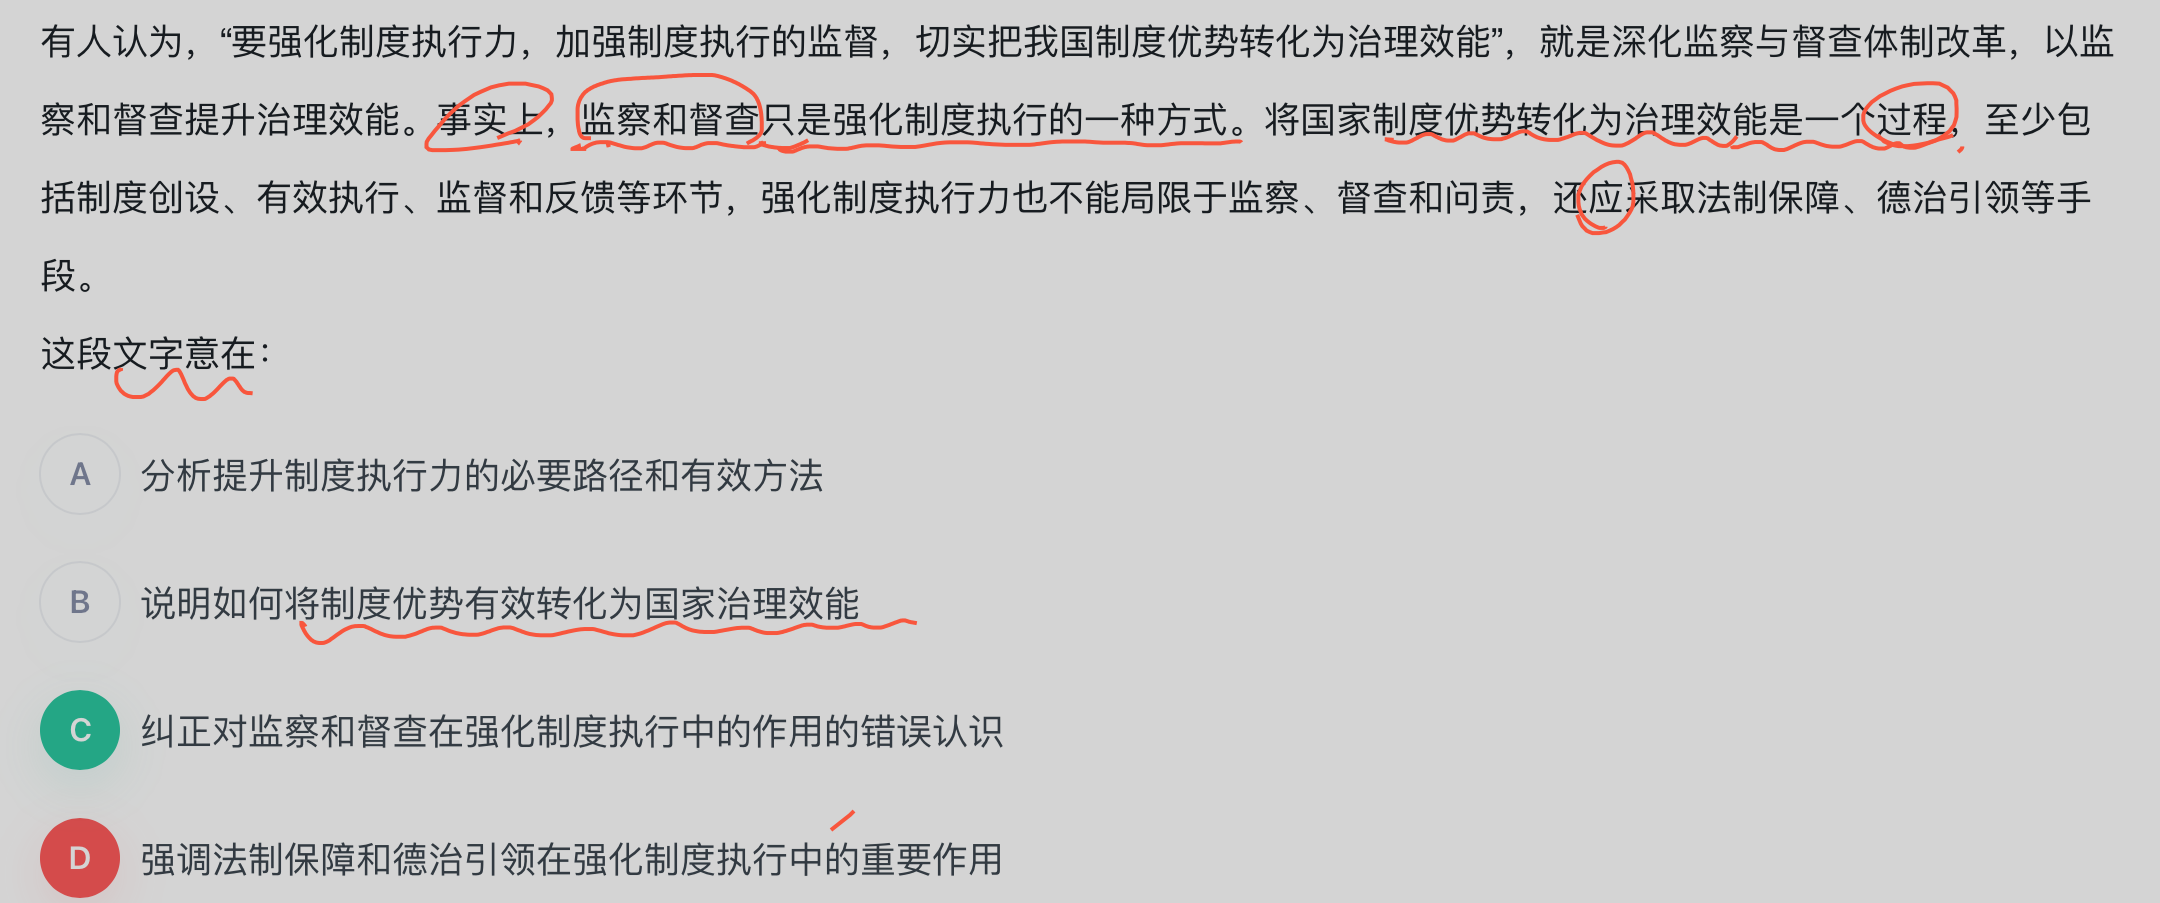 有人认为，“要强化制度执行力，加强制度执行的监督，切实把我国制度优势转化为治理效能”，就是深化监察与督查体制改革，以监
察和督查提升治理效能。事实上，监察和督查只是强化制度执行的一种方式。将国家制度优势转化为治理效能是一个过程，至少包
括制度创设、有效执行、监督和反馈等环节，强化制度执行力也不能局限于监察、督查和问责，还应采取法制保障、德治引领等手
段。
这段文字意在：
A 分析提升制度执行力的必要路径和有效方法
B 说明如何将制度优势有效转化为国家治理效能
C 纠正对监察和督查在强化制度执行中的作用的错误认识
D 强调法制保障和德治引领在强化制度执行中的重要作用